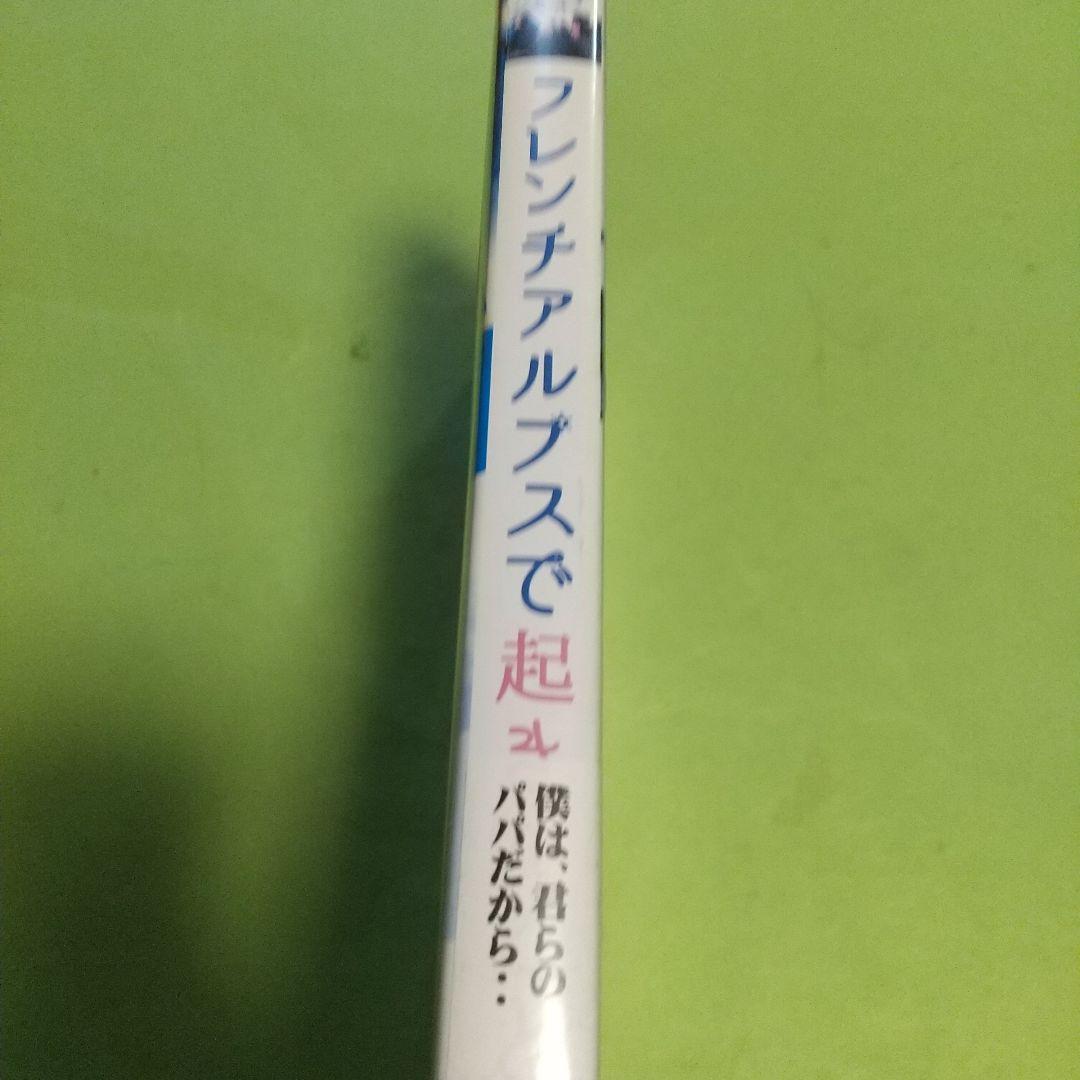 フレンチアルプスで起
僕は、君らの
パパだから‥